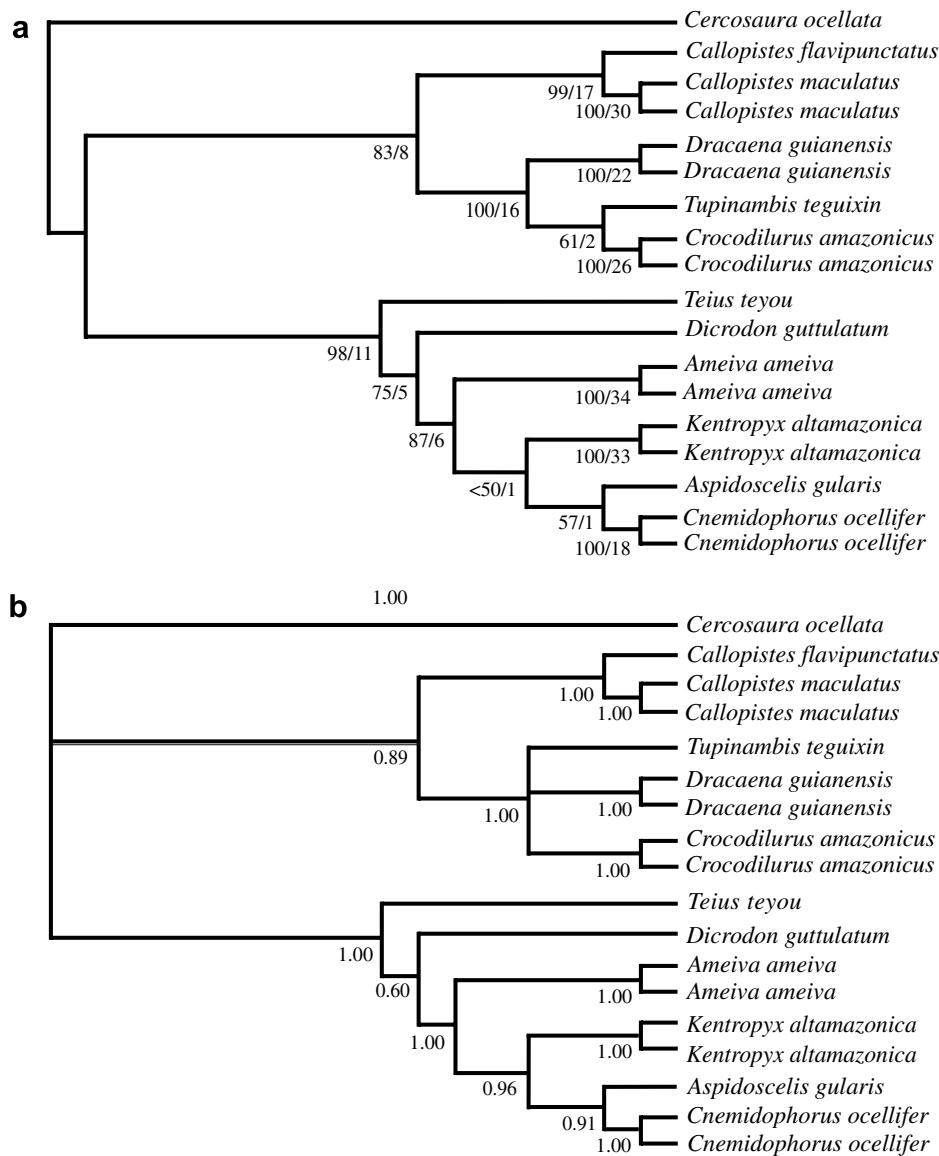 a
Cercosaura ocellata
Callopistes flavipunctatus
99/17
Callopistes maculatus
100/30
Callopistes maculatus
83/8
Dracaena guianensis
100/22
Dracaena guianensis
100/16
Tupinambis teguixin
61/2
Crocodilurus amazonicus
100/26
Crocodilurus amazonicus
Teius teyou
98/11
Dicrodon guttulatum
75/5
Ameiva ameiva
100/34
Ameiva ameiva
87/6
Kentropyx altamazonica
100/33
Kentropyx altamazonica
<50/1
Aspidoscelis gularis
57/1
Cnemidophorus ocellifer
100/18
Cnemidophorus ocellifer
b
1.00
Cercosaura ocellata
Callopistes flavipunctatus
1.00
Callopistes maculatus
1.00
Callopistes maculatus
0.89
Tupinambis teguixin
1.00
Dracaena guianensis
1.00
Dracaena guianensis
Crocodilurus amazonicus
1.00
Crocodilurus amazonicus
Teius teyou
1.00
Dicrodon guttulatum
0.60
Ameiva ameiva
1.00
Ameiva ameiva
1.00
Kentropyx altamazonica
1.00
Kentropyx altamazonica
0.96
Aspidoscelis gularis
0.91
Cnemidophorus ocellifer
1.00
Cnemidophorus ocellifer